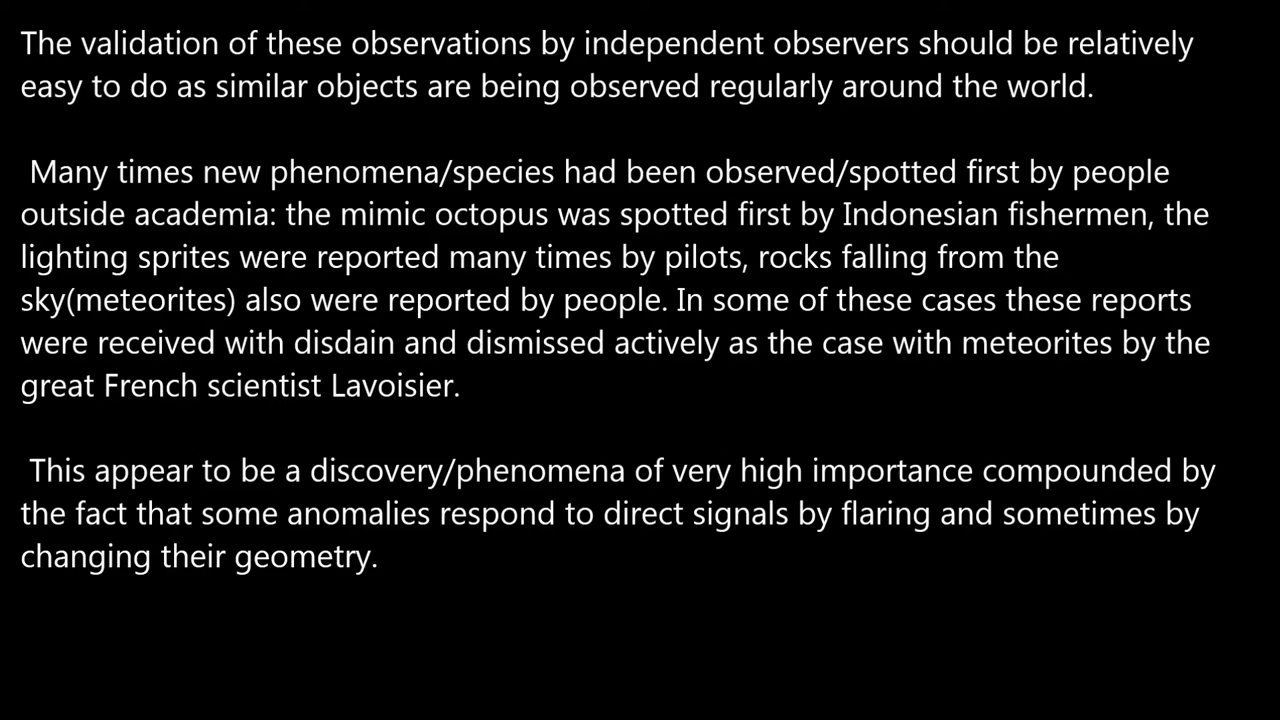 The validation of these observations by independent observers should be relatively
easy to do as similar objects are being observed regularly around the world.
Many times new phenomena/species had been observed/spotted first by people
outside academia: the mimic octopus was spotted first by Indonesian fishermen, the
lighting sprites were reported many times by pilots, rocks falling from the
sky(meteorites) also were reported by people. In some of these cases these reports
were received with disdain and dismissed actively as the case with meteorites by the
great French scientist Lavoisier.
This appear to be a discovery/phenomena of very high importance compounded by
the fact that some anomalies respond to direct signals by flaring and sometimes by
changing their geometry.